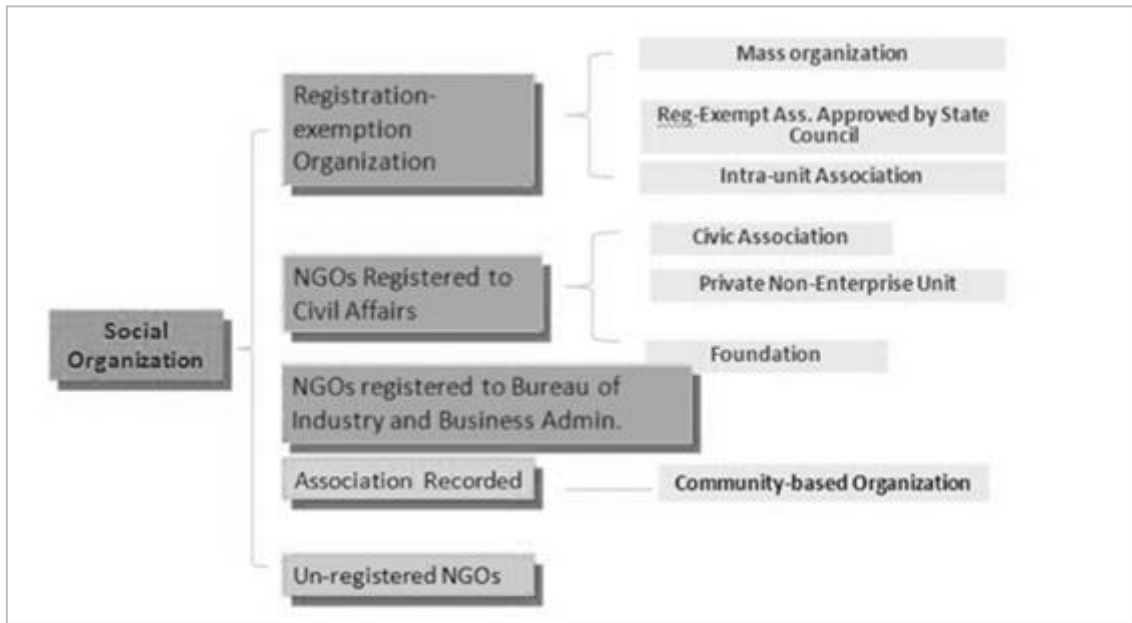 Social
Organization
Registration-
exemption
Organization
Mass organization
Reg-Exempt Ass. Approved by State
Council
Intra-unit Association
NGOs Registered to
Civil Affairs
Civic Association
Private Non-Enterprise Unit
Foundation
NGOs registered to Bureau of
Industry and Business Admin.
Association Recorded
Community-based Organization
Un-registered NGOs